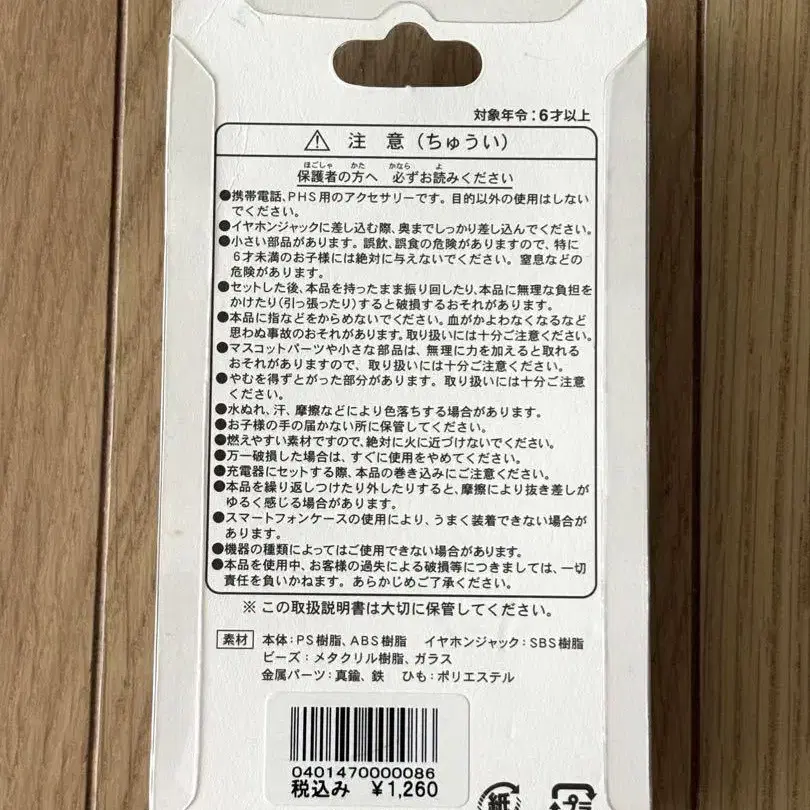 対象年令:6才以上
⚠ 注 意(ちゅうい)
ほごしゃ かた かなら よ
保護者の方へ 必ずお読みください
●携帯電話、PHS用のアクセサリーです。目的以外の使用はしない
でください。
●イヤホンジャックに差し込む際、奥までしっかり差し込んでください。
●小さい部品があります。誤飲、誤食の危険がありますので、特に
6才未満のお子様には絶対に与えないでください。窒息などの
危険があります。
●セットした後、本品を持ったまま振り回したり、本品に無理な負担を
かけたり(引っ張ったり)すると破損するおそれがあります。
●本品に指などをからめないでください。血がかよわなくなるなど
思わぬ事故のおそれがあります。取り扱いには十分ご注意ください。
●マスコットパーツや小さな部品は、無理に力を加えると取れる
おそれがありますので、取り扱いには十分ご注意ください。
●やむを得ずとがった部分があります。取り扱いには十分ご注意
ください。
●水ぬれ、汗、摩擦などにより色落ちする場合があります。
●お子様の手の届かない所に保管してください。
●燃えやすい素材ですので、絶対に火に近づけないでください。
●万一破損した場合は、すぐに使用をやめてください。
●充電器にセットする際、本品の巻き込みにご注意ください。
●本品を繰り返しつけたり外したりすると、摩擦により抜き差しが
ゆるく感じる場合があります。
●スマートフォンケースの使用により、うまく装着できない場合が
あります。
●機器の種類によってはご使用できない場合があります。
●本品を使用中、お客様の過失による破損等につきましては、一切
責任を負いかねます。あらかじめご了承ください。
※この取扱説明書は大切に保管してください。
素材 本体:PS樹脂、ABS樹脂 イヤホンジャック:SBS樹脂
ビーズ:メタクリル樹脂、ガラス
金属パーツ:真鍮、鉄 ひも:ポリエステル
0401470000086
税込み ¥1,260
紙 プラ